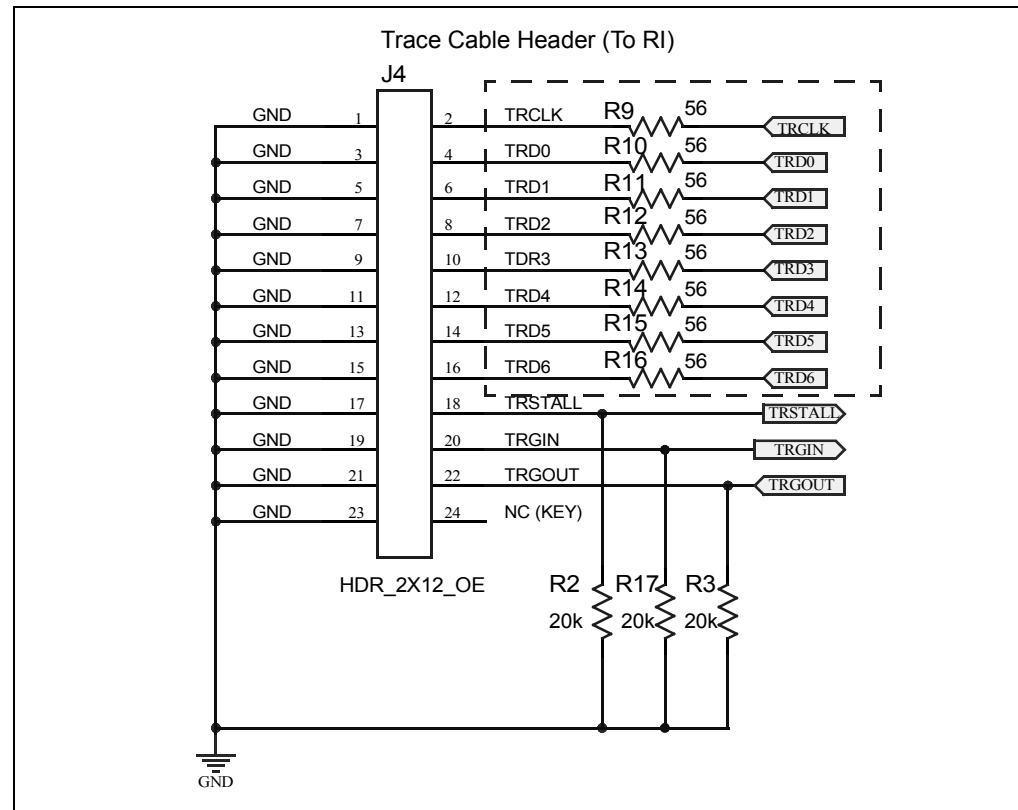 Trace Cable Header (To RI)
J4
GND 1 2 TRCLK R9 56 TRCLK
GND 3 4 TRD0 R10 56 TRD0
GND 5 6 TRD1 R11 56 TRD1
GND 7 8 TRD2 R12 56 TRD2
GND 9 10 TDR3 R13 56 TRD3
GND 11 12 TRD4 R14 56 TRD4
GND 13 14 TRD5 R15 56 TRD5
GND 15 16 TRD6 R16 56 TRD6
GND 17 18 TRSTALL TRSTALL
GND 19 20 TRGIN TRGIN
GND 21 22 TRGOUT TRGOUT
GND 23 24 NC (KEY)
HDR_2X12_OE
R2 R17 R3
20k 20k 20k
GND